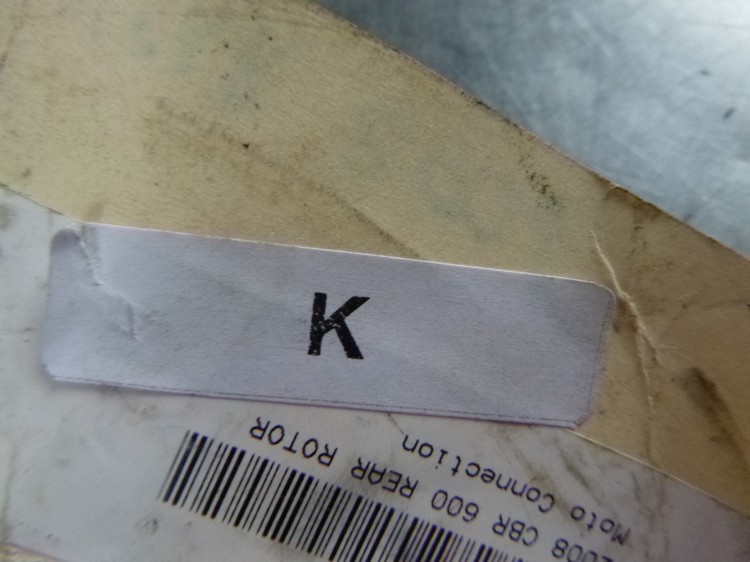 K
Moto Connection
2008 CBR 600 REAR ROTOR